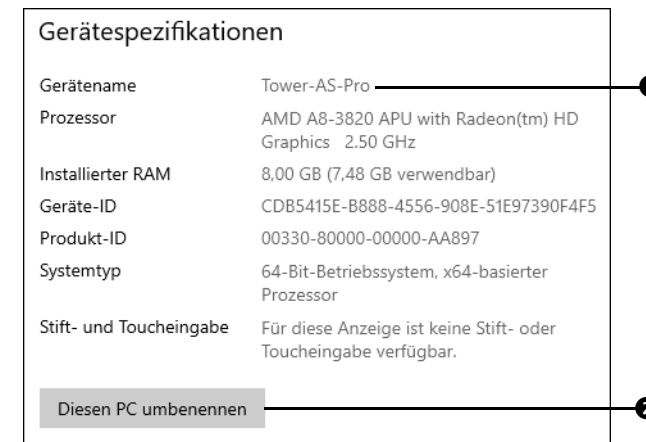 Gerätespezifikationen
Gerätename Tower-AS-Pro
Prozessor AMD A8-3820 APU with Radeon(tm) HD
Graphics 2.50 GHz
Installierter RAM 8,00 GB (7,48 GB verwendbar)
Geräte-ID CDB5415E-B888-4556-908E-51E97390F4F5
Produkt-ID 00330-80000-00000-AA897
Systemtyp 64-Bit-Betriebssystem, x64-basierter
Prozessor
Stift- und Toucheingabe Für diese Anzeige ist keine Stift- oder
Toucheingabe verfügbar.
Diesen PC umbenennen